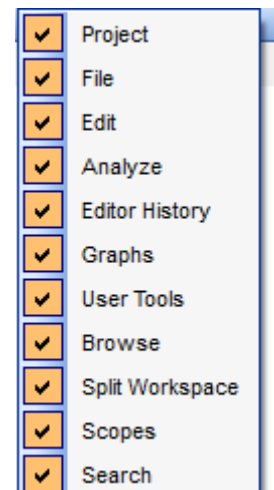 Project
File
Edit
Analyze
Editor History
Graphs
User Tools
Browse
Split Workspace
Scopes
Search